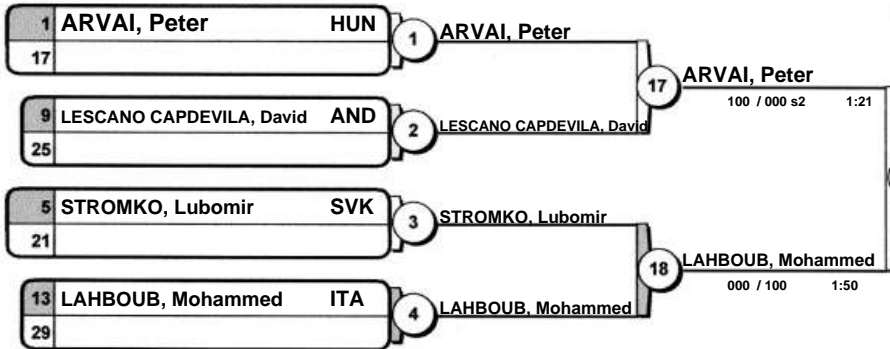 1 ARVAI, Peter HUN
17
1 ARVAI, Peter
9 LESCANO CAPDEVILA, David AND
25
2 LESCANO CAPDEVILA, David
17 ARVAI, Peter
100 / 000 s2 1:21
5 STROMKO, Lubomir SVK
21
3 STROMKO, Lubomir
13 LAHBOUB, Mohammed ITA
29
4 LAHBOUB, Mohammed
18 LAHBOUB, Mohammed
000 / 100 1:50